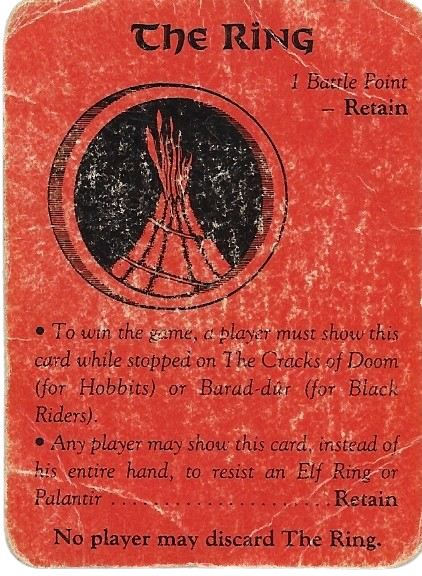 The Ring
1 Battle Point
– Retain
• To win the game, a player must show this
card while stopped on The Cracks of Doom
(for Hobbits) or Barad-dûr (for Black
Riders).
• Any player may show this card, instead of
his entire hand, to resist an Elf Ring or
Palantir ......................Retain
No player may discard The Ring.